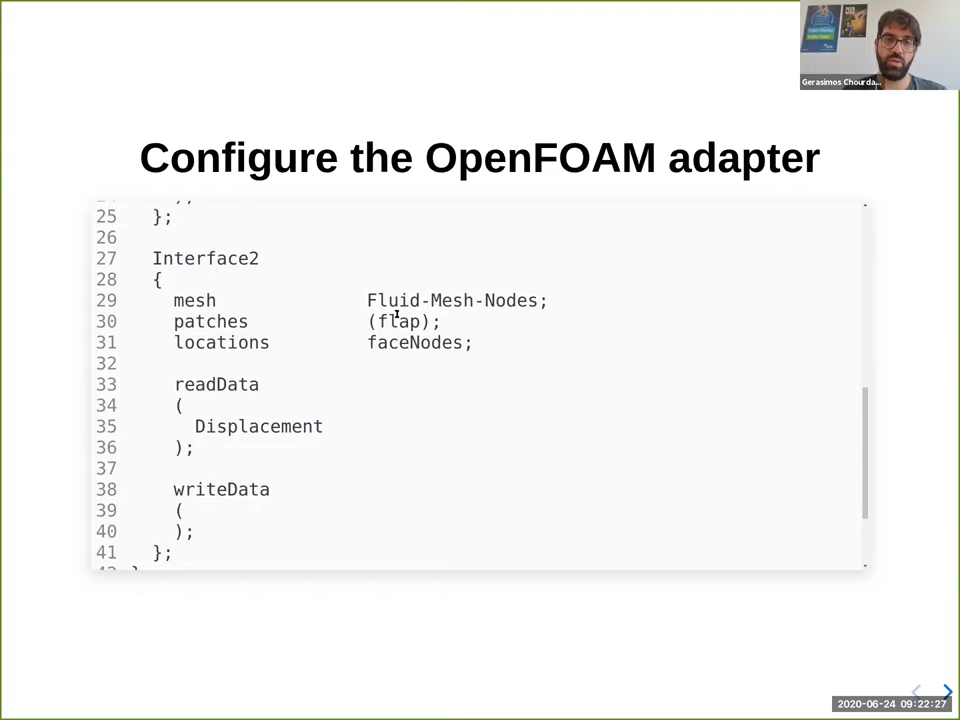 Gerasimos Chourda...
Configure the OpenFOAM adapter
25 };
26
27 Interface2
28 {
29 mesh Fluid-Mesh-Nodes;
30 patches (flap);
31 locations faceNodes;
32
33 readData
34 (
35 Displacement
36 );
37
38 writeData
39 (
40 );
41 };
2020-06-24 09:22:27